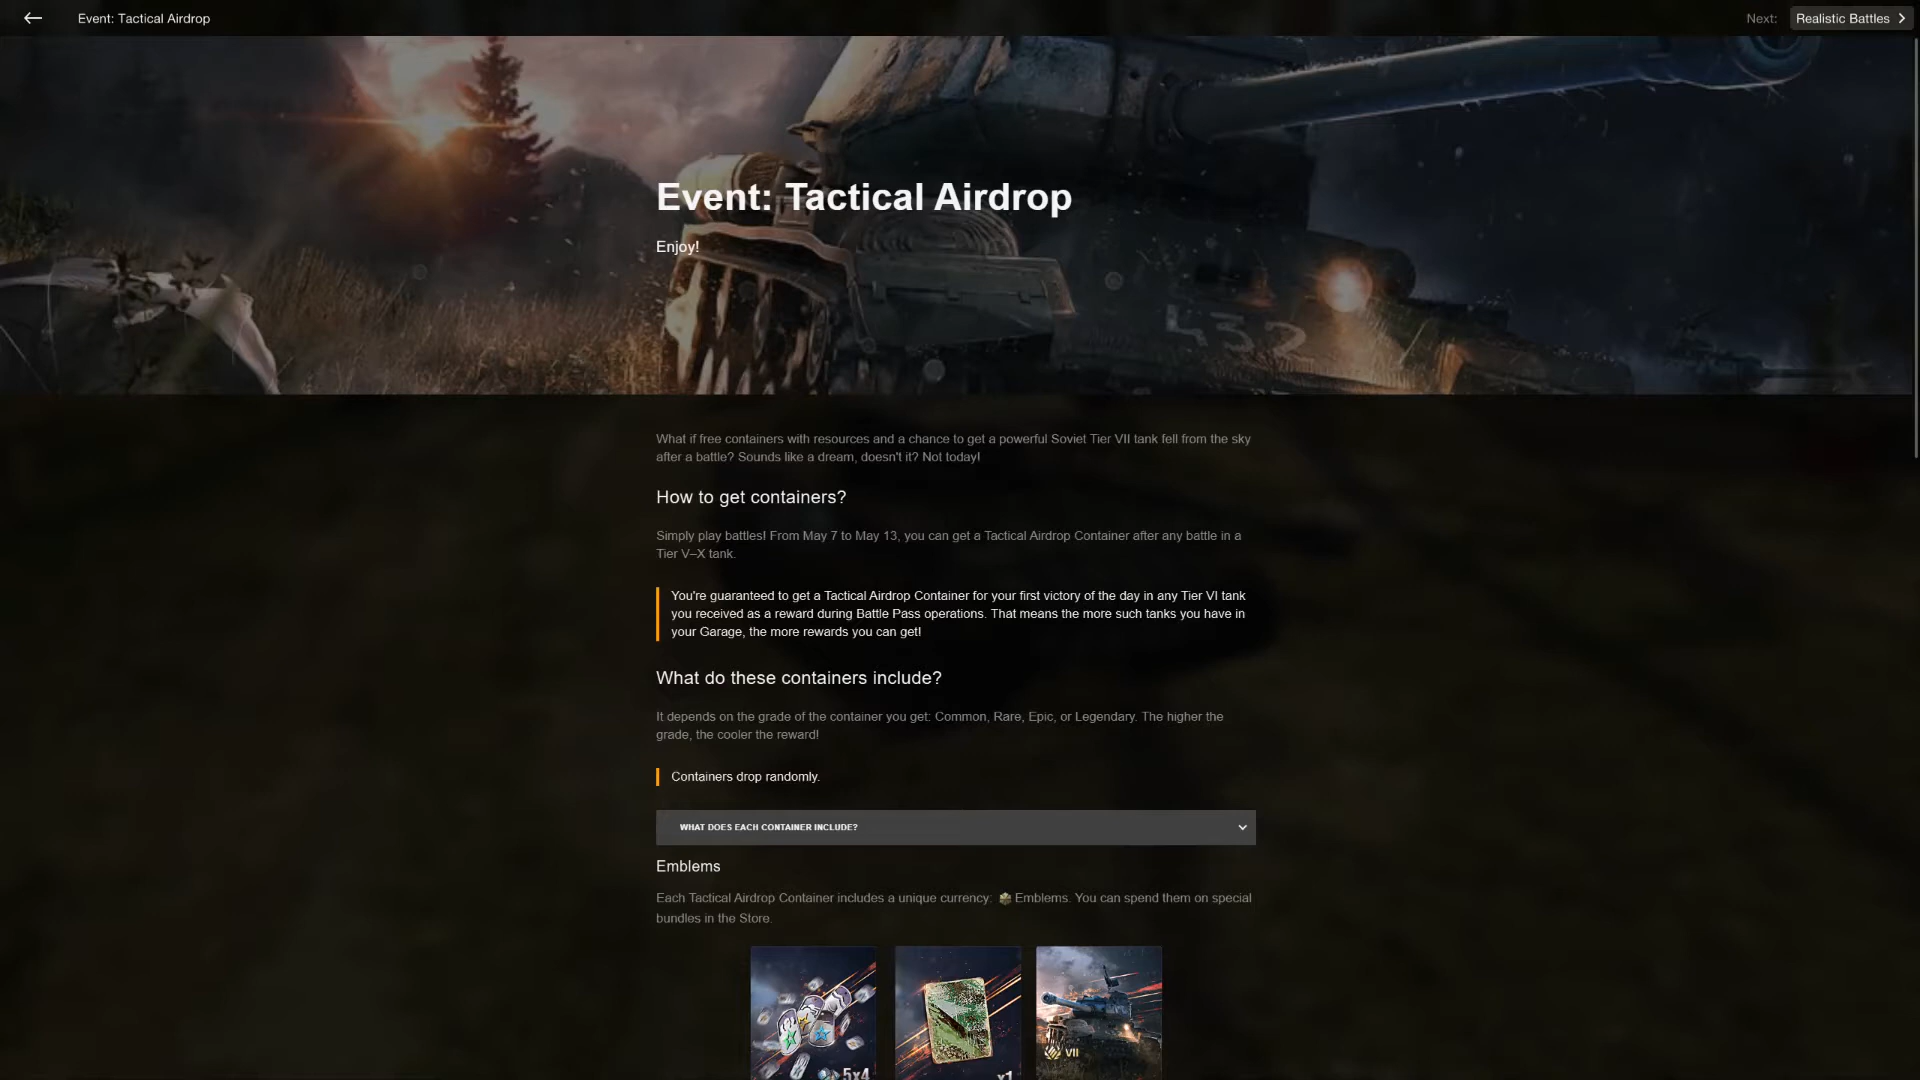 Event: Tactical Airdrop
Next: Realistic Battles
Event: Tactical Airdrop
Enjoy!
432
What if free containers with resources and a chance to get a powerful Soviet Tier VII tank fell from the sky
after a battle? Sounds like a dream, doesn't it? Not today!
How to get containers?
Simply play battles! From May 7 to May 13, you can get a Tactical Airdrop Container after any battle in a
Tier V–X tank.
You're guaranteed to get a Tactical Airdrop Container for your first victory of the day in any Tier VI tank
you received as a reward during Battle Pass operations. That means the more such tanks you have in
your Garage, the more rewards you can get!
What do these containers include?
It depends on the grade of the container you get: Common, Rare, Epic, or Legendary. The higher the
grade, the cooler the reward!
Containers drop randomly.
WHAT DOES EACH CONTAINER INCLUDE?
Emblems
Each Tactical Airdrop Container includes a unique currency: Emblems. You can spend them on special
bundles in the Store.
VII
5x4
x1